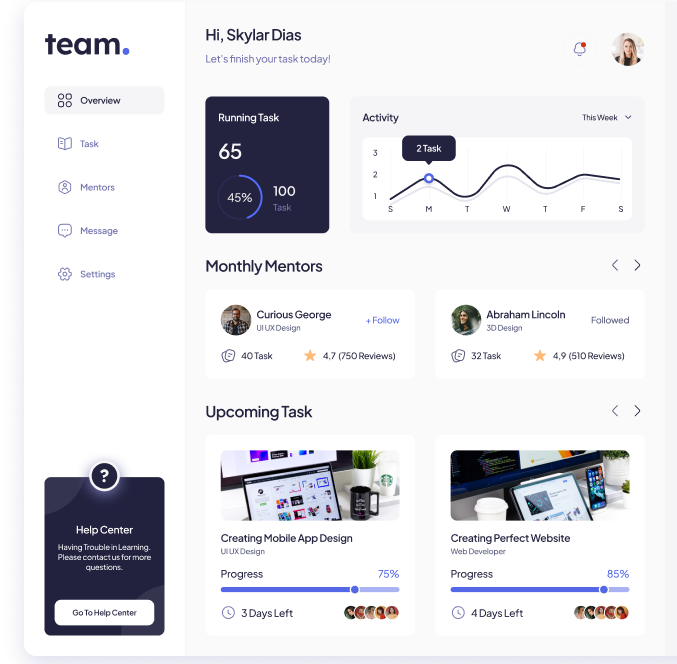 team.
Overview
Task
Mentors
Message
Settings
?
Help Center
Having Trouble in Learning.
Please contact us for more
questions.
Go To Help Center
Hi, Skylar Dias
Let's finish your task today!
Running Task
65
45%
100
Task
Activity
This Week
3
2
1
2 Task
S M T W T F S
Monthly Mentors
Curious George
UI UX Design
+ Follow
40 Task
4,7 (750 Reviews)
Abraham Lincoln
3D Design
Followed
32 Task
4,9 (510 Reviews)
Upcoming Task
Creating Mobile App Design
UI UX Design
Progress 75%
3 Days Left
Creating Perfect Website
Web Developer
Progress 85%
4 Days Left